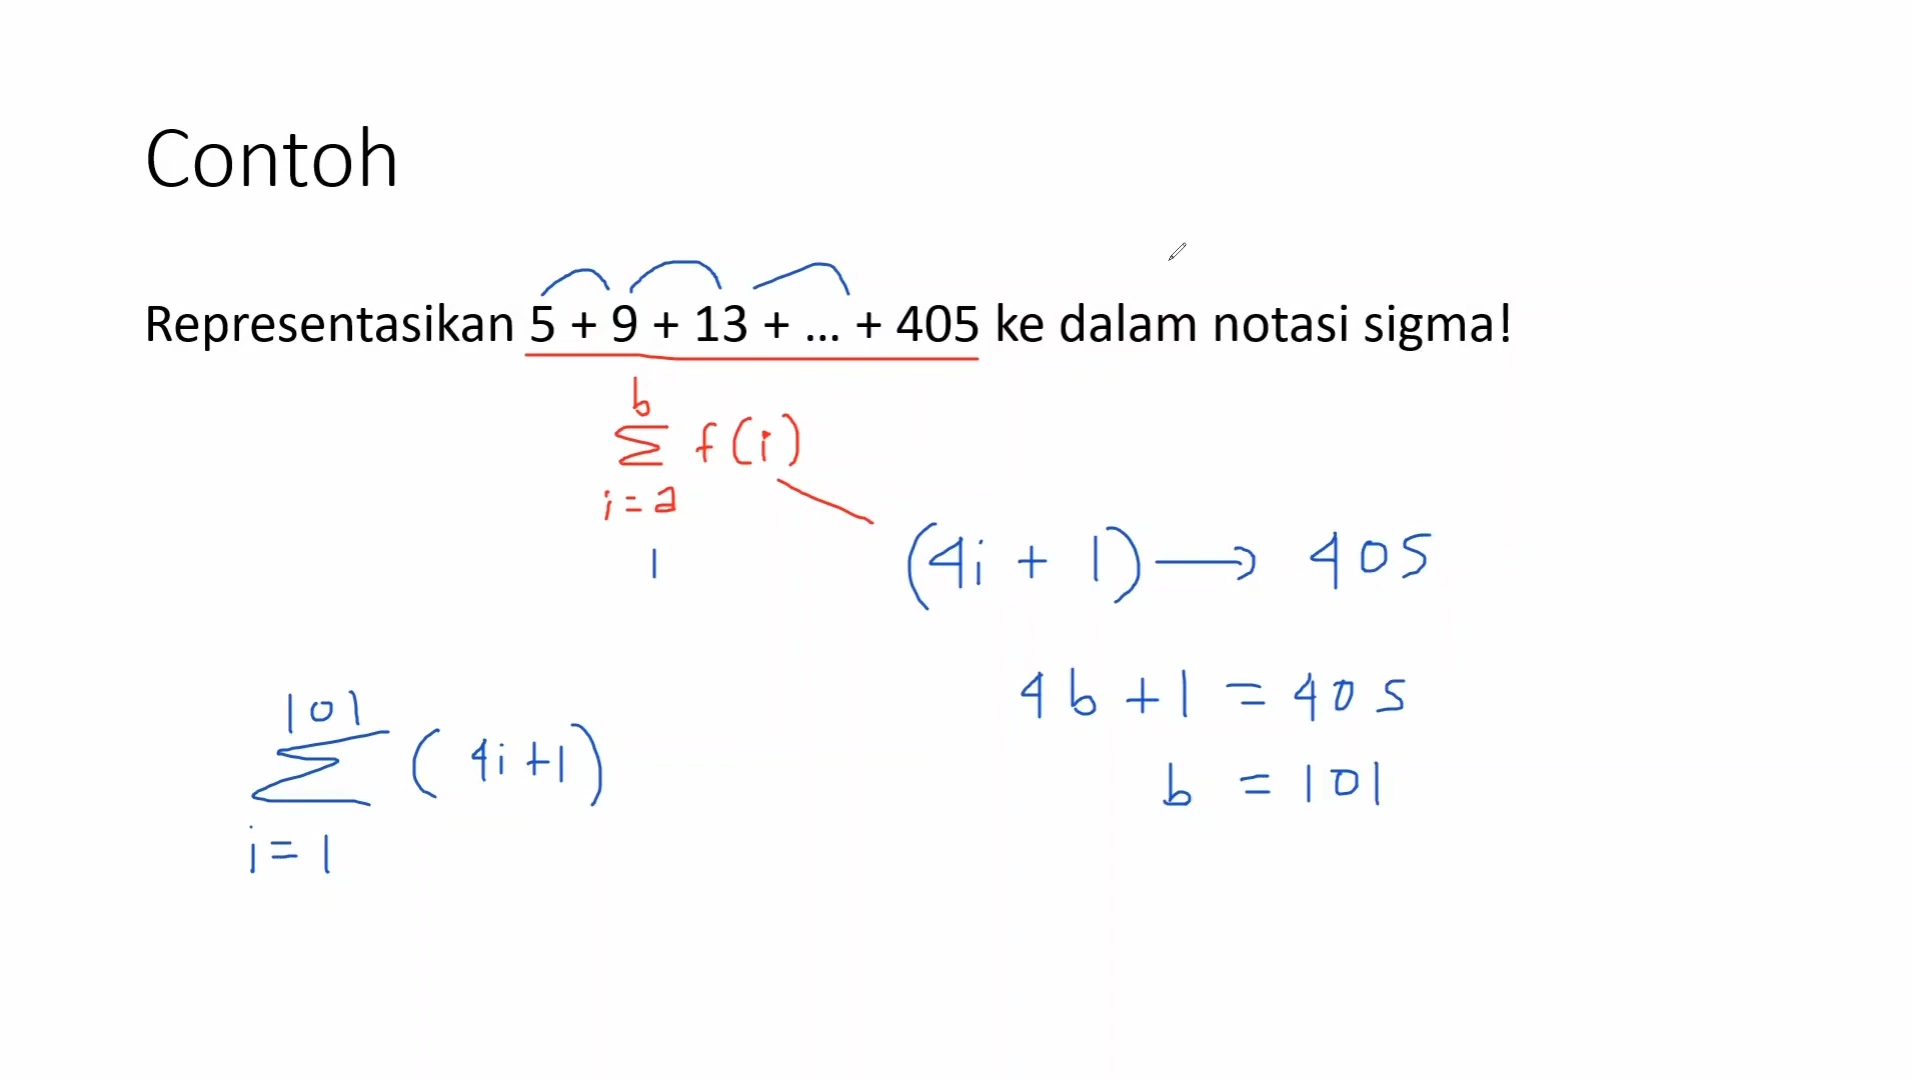 Contoh
Representasikan 5 + 9 + 13 + ... + 405 ke dalam notasi sigma!
b
Σ f(i)
i = a
1
(4i + 1) → 405
4b + 1 = 405
b = 101
101
Σ (4i+1)
i = 1